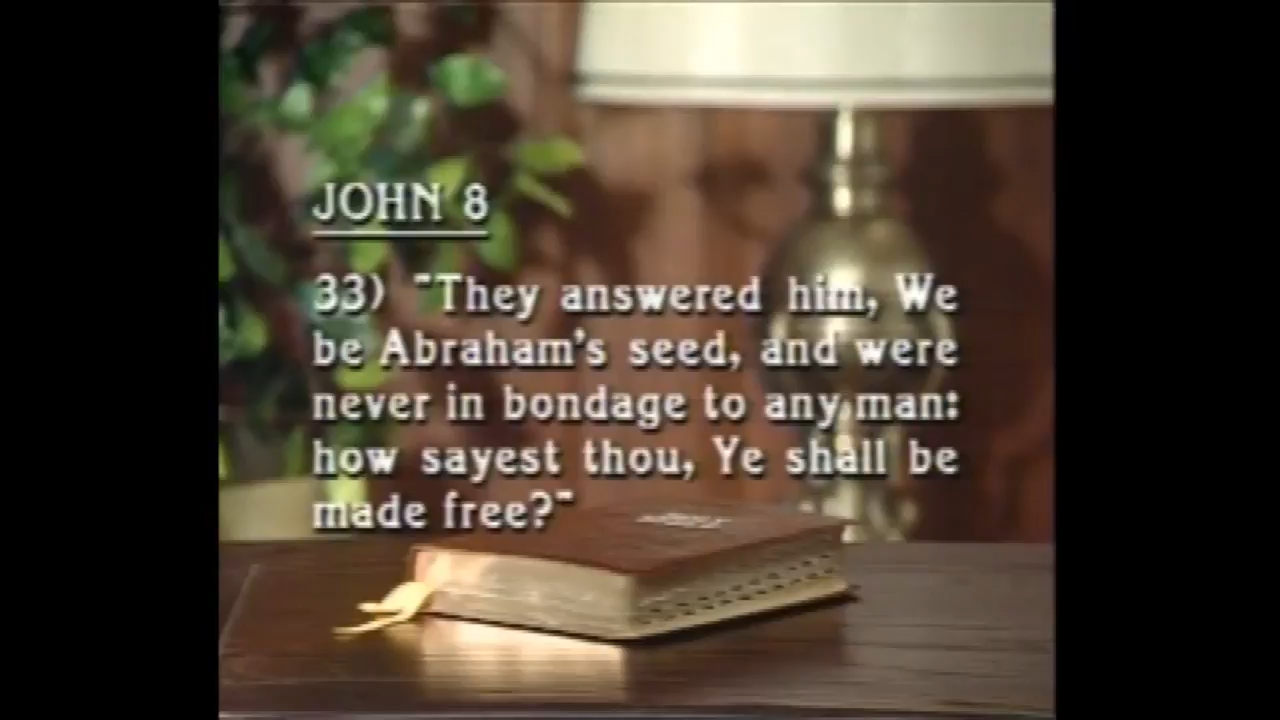 JOHN 8
33) "They answered him, We
be Abraham's seed, and were
never in bondage to any man:
how sayest thou, Ye shall be
made free?"